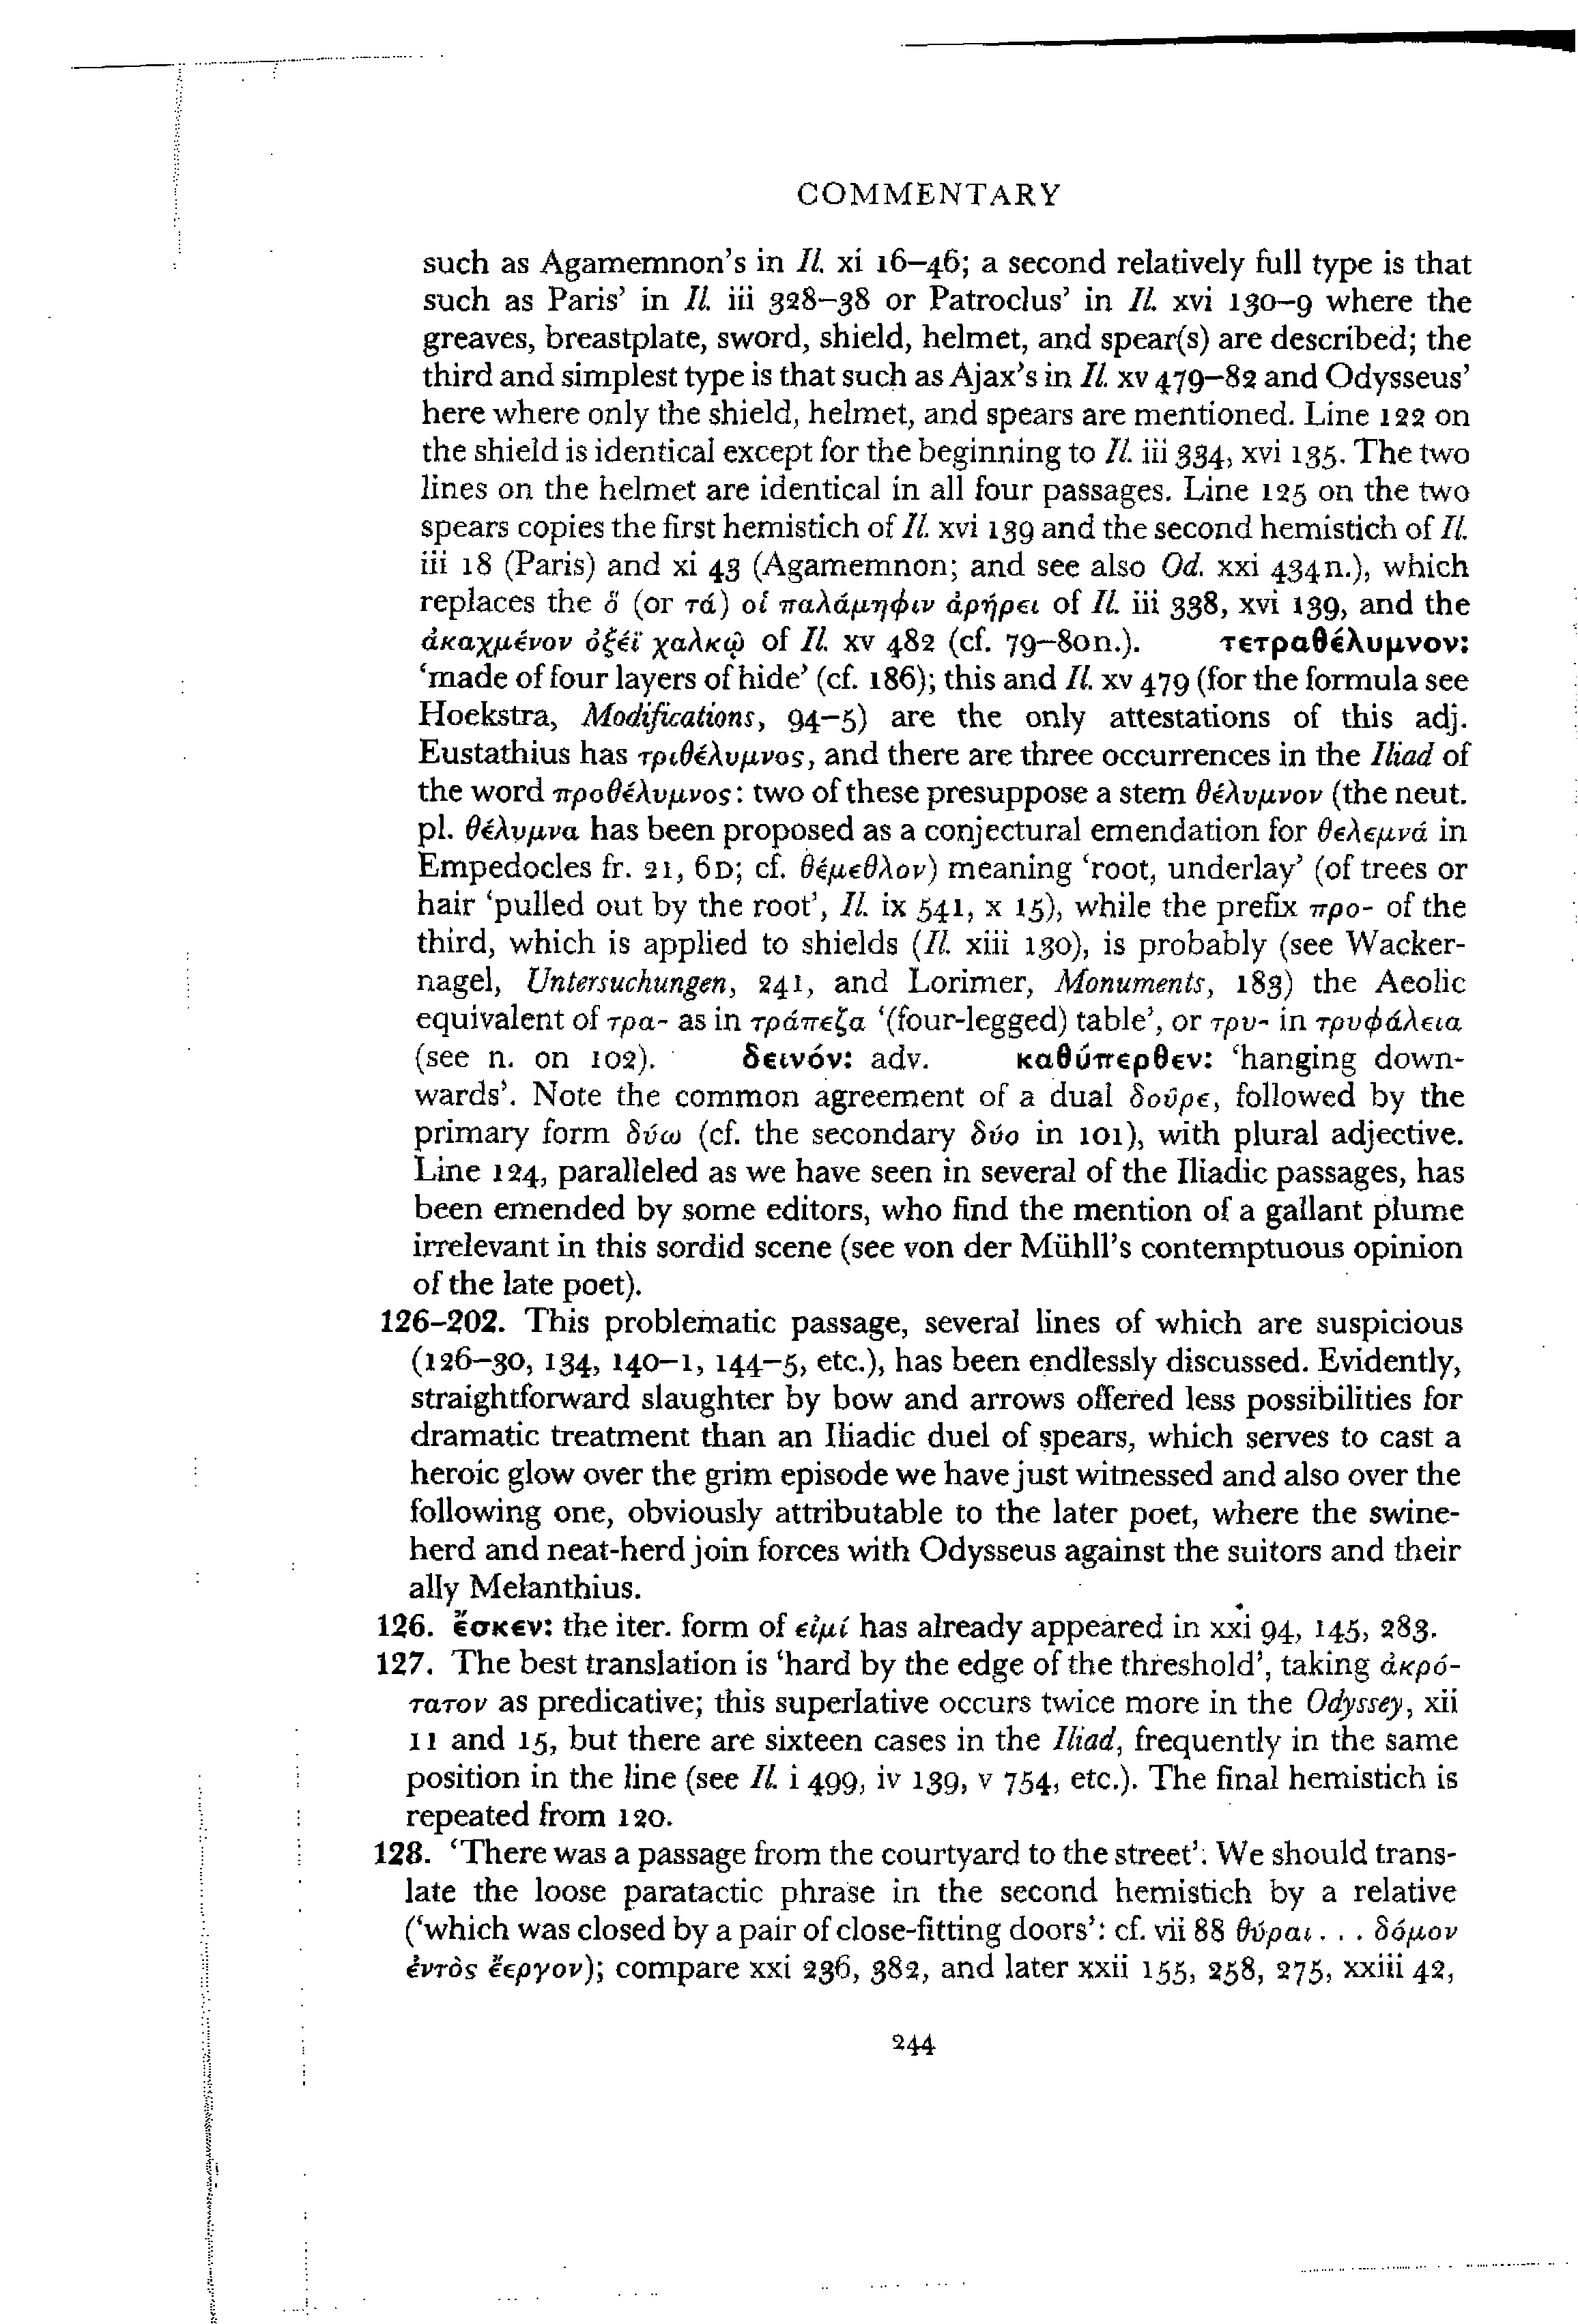 COMMENTARY
such as Agamemnon's in Il. xi 16–46; a second relatively full type is that
such as Paris' in Il. iii 328–38 or Patroclus' in Il. xvi 130–9 where the
greaves, breastplate, sword, shield, helmet, and spear(s) are described; the
third and simplest type is that such as Ajax's in Il. xv 479–82 and Odysseus'
here where only the shield, helmet, and spears are mentioned. Line 122 on
the shield is identical except for the beginning to Il. iii 334, xvi 135. The two
lines on the helmet are identical in all four passages. Line 125 on the two
spears copies the first hemistich of Il. xvi 139 and the second hemistich of Il.
iii 18 (Paris) and xi 43 (Agamemnon; and see also Od. xxi 434n.), which
replaces the ὅ (or τά) οἱ παλάμηφιν ἀρήρει of Il. iii 338, xvi 139, and the
ἀκαχμένον ὀξέϊ χαλκῷ of Il. xv 482 (cf. 79–80n.). τετραθέλυμνον:
'made of four layers of hide' (cf. 186); this and Il. xv 479 (for the formula see
Hoekstra, Modifications, 94–5) are the only attestations of this adj.
Eustathius has τριθέλυμνος, and there are three occurrences in the Iliad of
the word προθέλυμνος: two of these presuppose a stem θέλυμνον (the neut.
pl. θέλυμνα has been proposed as a conjectural emendation for θελεμνά in
Empedocles fr. 21, 6D; cf. θέμεθλον) meaning 'root, underlay' (of trees or
hair 'pulled out by the root', Il. ix 541, x 15), while the prefix προ- of the
third, which is applied to shields (Il. xiii 130), is probably (see Wacker-
nagel, Untersuchungen, 241, and Lorimer, Monuments, 183) the Aeolic
equivalent of τρα- as in τράπεζα '(four-legged) table', or τρυ- in τρυφάλεια
(see n. on 102). δεινόν: adv. καθύπερθεν: 'hanging down-
wards'. Note the common agreement of a dual δοῦρε, followed by the
primary form δύω (cf. the secondary δύο in 101), with plural adjective.
Line 124, paralleled as we have seen in several of the Iliadic passages, has
been emended by some editors, who find the mention of a gallant plume
irrelevant in this sordid scene (see von der Mühll's contemptuous opinion
of the late poet).
126–202. This problematic passage, several lines of which are suspicious
(126–30, 134, 140–1, 144–5, etc.), has been endlessly discussed. Evidently,
straightforward slaughter by bow and arrows offered less possibilities for
dramatic treatment than an Iliadic duel of spears, which serves to cast a
heroic glow over the grim episode we have just witnessed and also over the
following one, obviously attributable to the later poet, where the swine-
herd and neat-herd join forces with Odysseus against the suitors and their
ally Melanthius.
126. ἔσκεν: the iter. form of εἰμί has already appeared in xxi 94, 145, 283.
127. The best translation is 'hard by the edge of the threshold', taking ἀκρό-
τατον as predicative; this superlative occurs twice more in the Odyssey, xii
11 and 15, but there are sixteen cases in the Iliad, frequently in the same
position in the line (see Il. i 499, iv 139, v 754, etc.). The final hemistich is
repeated from 120.
128. 'There was a passage from the courtyard to the street'. We should trans-
late the loose paratactic phrase in the second hemistich by a relative
('which was closed by a pair of close-fitting doors': cf. vii 88 θύραι . . . δόμον
ἐντὸς ἔεργον); compare xxi 236, 382, and later xxii 155, 258, 275, xxiii 42,
244